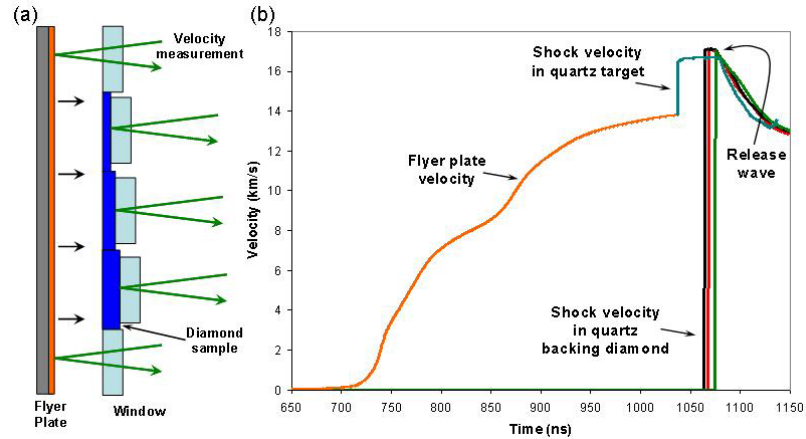 (a)
Velocity
measurement
Diamond
sample
Flyer
Plate
Window
(b)
18
16
14
12
10
8
6
4
2
0
Velocity (km/s)
650 700 750 800 850 900 950 1000 1050 1100 1150
Time (ns)
Shock velocity
in quartz target
Flyer plate
velocity
Release
wave
Shock velocity
in quartz
backing diamond